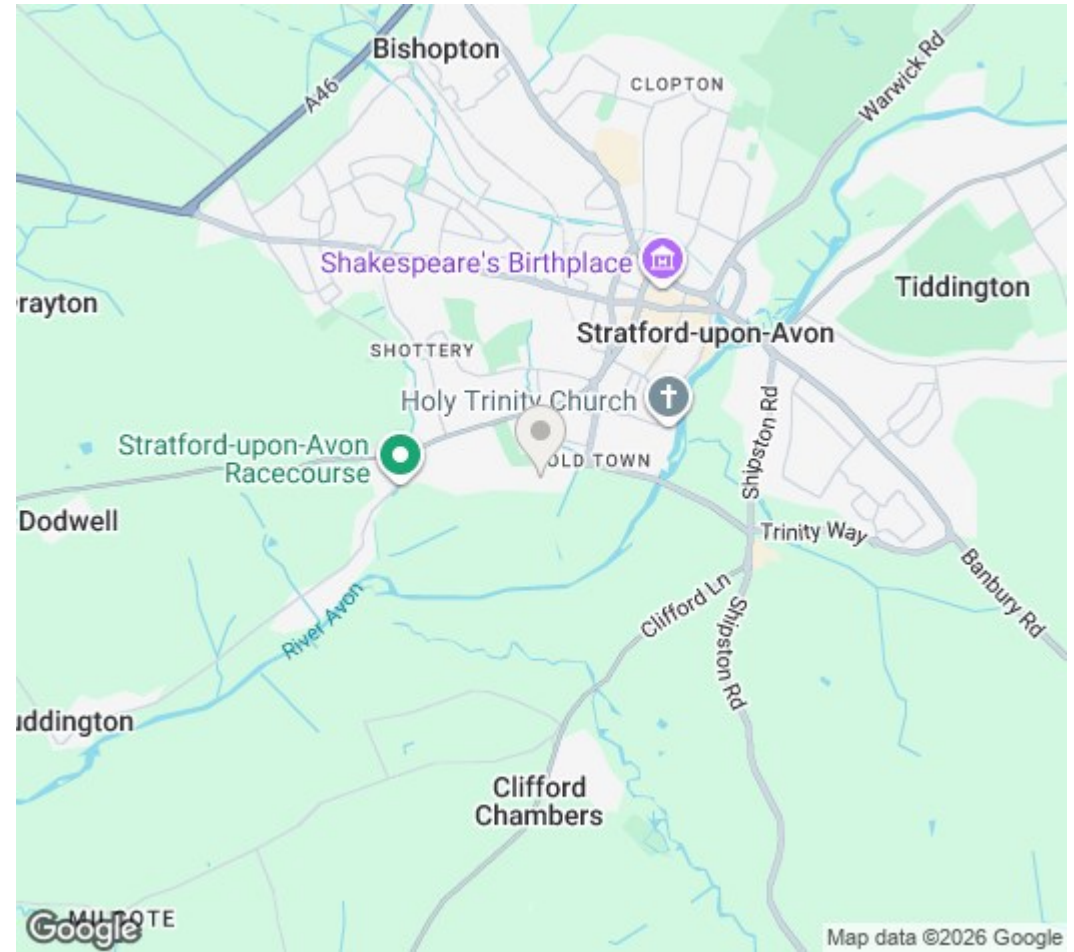 Bishopton
CLOPTON
A46
Warwick Rd
Shakespeare's Birthplace
Tiddington
rayton
Stratford-upon-Avon
SHOTTERY
Holy Trinity Church
Stratford-upon-Avon
Racecourse
OLD TOWN
Shipston Rd
Dodwell
Trinity Way
Banbury Rd
River Avon
Clifford Ln
Shipston Rd
uddington
Clifford
Chambers
MILCOTE
Google
Map data ©2026 Google